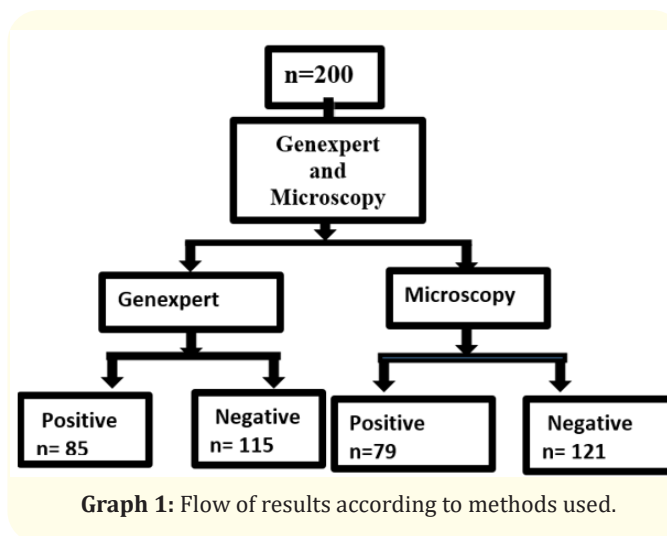 n=200
Genexpert
and
Microscopy
Genexpert
Microscopy
Positive
n= 85
Negative
n= 115
Positive
n=79
Negative
n= 121
Graph 1: Flow of results according to methods used.